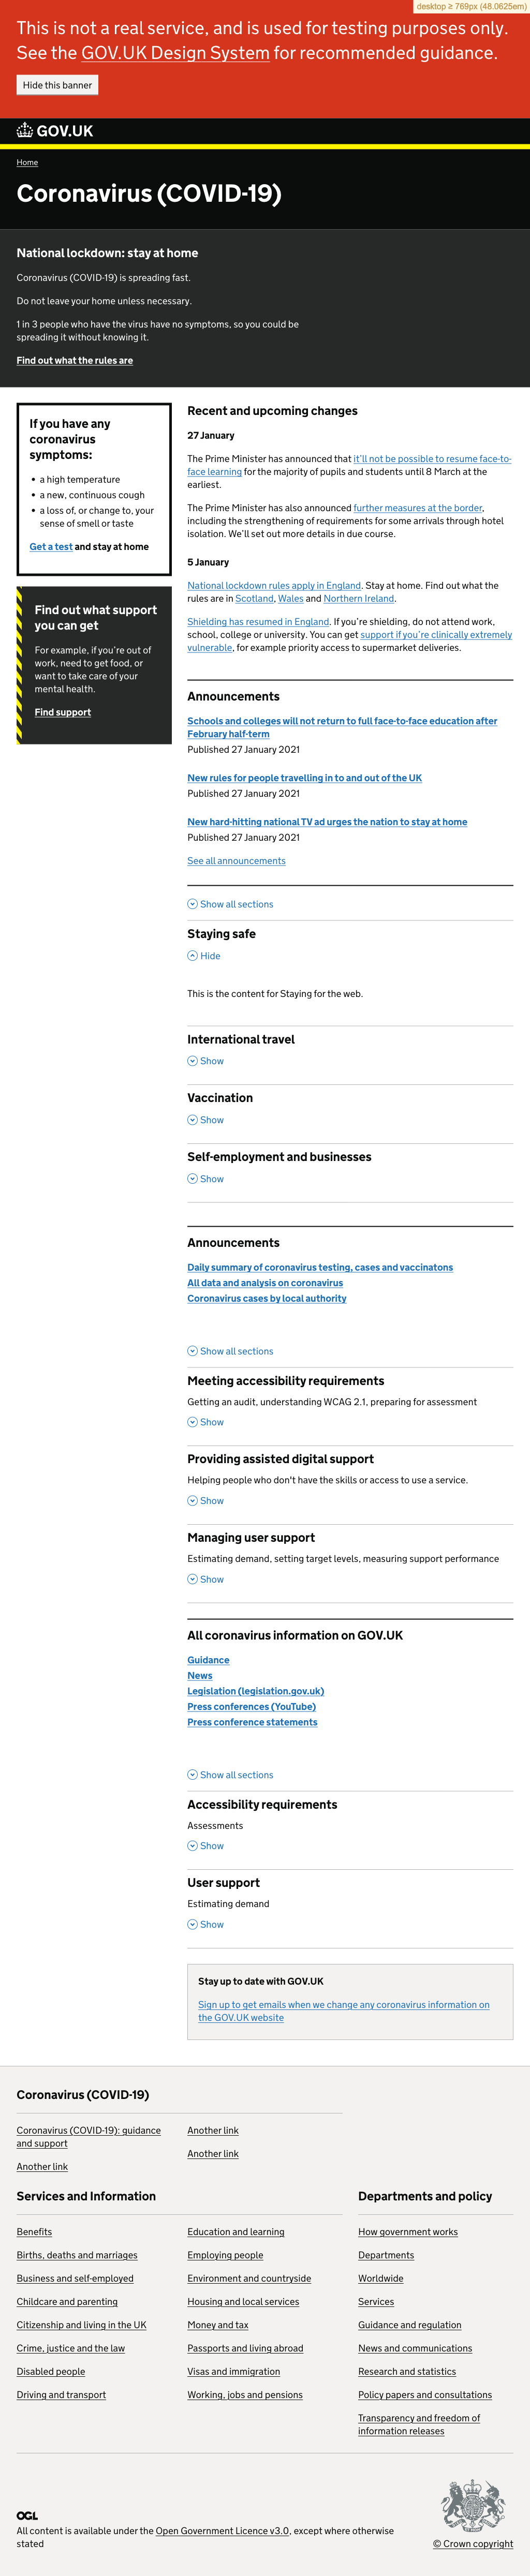 desktop ≥ 769px (48.0625em)
This is not a real service, and is used for testing purposes only.
See the GOV.UK Design System for recommended guidance.
Hide this banner
GOV.UK
Home
Coronavirus (COVID-19)
National lockdown: stay at home
Coronavirus (COVID-19) is spreading fast.
Do not leave your home unless necessary.
1 in 3 people who have the virus have no symptoms, so you could be
spreading it without knowing it.
Find out what the rules are
If you have any
coronavirus
symptoms:
• a high temperature
• a new, continuous cough
• a loss of, or change to, your
sense of smell or taste
Get a test and stay at home
Find out what support
you can get
For example, if you’re out of
work, need to get food, or
want to take care of your
mental health.
Find support
Recent and upcoming changes
27 January
The Prime Minister has announced that it’ll not be possible to resume face-to-
face learning for the majority of pupils and students until 8 March at the
earliest.
The Prime Minister has also announced further measures at the border,
including the strengthening of requirements for some arrivals through hotel
isolation. We’ll set out more details in due course.
5 January
National lockdown rules apply in England. Stay at home. Find out what the
rules are in Scotland, Wales and Northern Ireland.
Shielding has resumed in England. If you’re shielding, do not attend work,
school, college or university. You can get support if you’re clinically extremely
vulnerable, for example priority access to supermarket deliveries.
Announcements
Schools and colleges will not return to full face-to-face education after
February half-term
Published 27 January 2021
New rules for people travelling in to and out of the UK
Published 27 January 2021
New hard-hitting national TV ad urges the nation to stay at home
Published 27 January 2021
See all announcements
Show all sections
Staying safe
Hide
This is the content for Staying for the web.
International travel
Show
Vaccination
Show
Self-employment and businesses
Show
Announcements
Daily summary of coronavirus testing, cases and vaccinatons
All data and analysis on coronavirus
Coronavirus cases by local authority
Show all sections
Meeting accessibility requirements
Getting an audit, understanding WCAG 2.1, preparing for assessment
Show
Providing assisted digital support
Helping people who don't have the skills or access to use a service.
Show
Managing user support
Estimating demand, setting target levels, measuring support performance
Show
All coronavirus information on GOV.UK
Guidance
News
Legislation (legislation.gov.uk)
Press conferences (YouTube)
Press conference statements
Show all sections
Accessibility requirements
Assessments
Show
User support
Estimating demand
Show
Stay up to date with GOV.UK
Sign up to get emails when we change any coronavirus information on
the GOV.UK website
Coronavirus (COVID-19)
Coronavirus (COVID-19): guidance
and support
Another link
Another link
Another link
Services and Information
Benefits
Births, deaths and marriages
Business and self-employed
Childcare and parenting
Citizenship and living in the UK
Crime, justice and the law
Disabled people
Driving and transport
Education and learning
Employing people
Environment and countryside
Housing and local services
Money and tax
Passports and living abroad
Visas and immigration
Working, jobs and pensions
Departments and policy
How government works
Departments
Worldwide
Services
Guidance and regulation
News and communications
Research and statistics
Policy papers and consultations
Transparency and freedom of
information releases
OGL
All content is available under the Open Government Licence v3.0, except where otherwise
stated
© Crown copyright